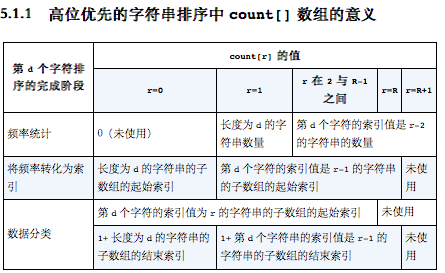 5.1.1 高位优先的字符串排序中 count[] 数组的意义
第 d 个字符排
序的完成阶段
count[r] 的值
r=0
r=1
r 在 2 与 R-1
之间
r=R
r=R+1
频率统计
0（未使用）
长度为 d 的字
符串数量
第 d 个字符的索引值是 r-2
的字符串的数量
将频率转化为索
引
长度为 d 的字符串的子
数组的起始索引
第 d 个字符的索引值是 r-1 的字符串
的子数组的起始索引
未使
用
数据分类
第 d 个字符的索引值为 r 的字符串的子数组的起始索引
未使用
1+ 长度为 d 的字符串的
子数组的结束索引
1+ 第 d 个字符串的索引值是 r-1 的
字符串的子数组的结束索引
未使
用